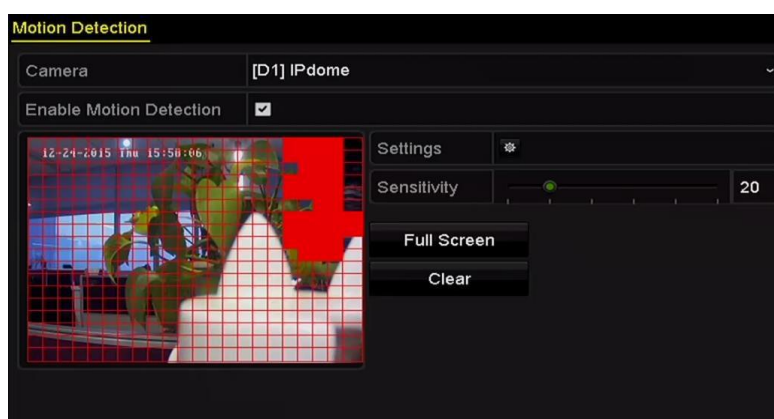 Motion Detection
Camera
[D1] IPdome
Enable Motion Detection
12-24-2015 Thu 15:58:06
Settings
Sensitivity
20
Full Screen
Clear